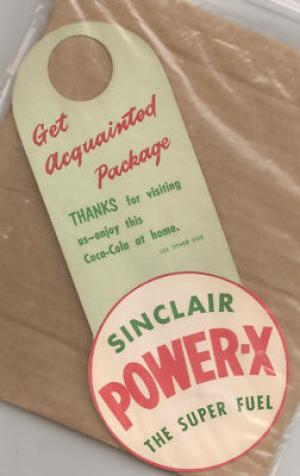 Get
Acquainted
Package
THANKS for visiting
us—enjoy this
Coca-Cola at home.
SEE OTHER SIDE
SINCLAIR
POWER-X
THE SUPER FUEL